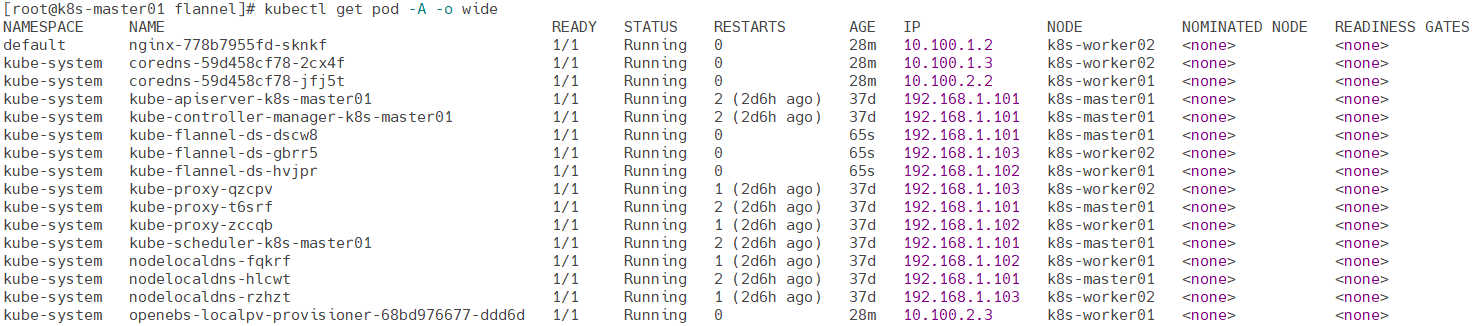 [root@k8s-master01 flannel]# kubectl get pod -A -o wide
NAMESPACE     NAME                                           READY   STATUS    RESTARTS       AGE   IP              NODE           NOMINATED NODE   READINESS GATES
default       nginx-778b7955fd-sknkf                         1/1     Running   0              28m   10.100.1.2      k8s-worker02   <none>           <none>
kube-system   coredns-59d458cf78-2cx4f                       1/1     Running   0              28m   10.100.1.3      k8s-worker02   <none>           <none>
kube-system   coredns-59d458cf78-jfj5t                       1/1     Running   0              28m   10.100.2.2      k8s-worker01   <none>           <none>
kube-system   kube-apiserver-k8s-master01                    1/1     Running   2 (2d6h ago)   37d   192.168.1.101   k8s-master01   <none>           <none>
kube-system   kube-controller-manager-k8s-master01           1/1     Running   2 (2d6h ago)   37d   192.168.1.101   k8s-master01   <none>           <none>
kube-system   kube-flannel-ds-dscw8                          1/1     Running   0              65s   192.168.1.101   k8s-master01   <none>           <none>
kube-system   kube-flannel-ds-gbrr5                          1/1     Running   0              65s   192.168.1.103   k8s-worker02   <none>           <none>
kube-system   kube-flannel-ds-hvjpr                          1/1     Running   0              65s   192.168.1.102   k8s-worker01   <none>           <none>
kube-system   kube-proxy-qzcpv                               1/1     Running   1 (2d6h ago)   37d   192.168.1.103   k8s-worker02   <none>           <none>
kube-system   kube-proxy-t6srf                               1/1     Running   2 (2d6h ago)   37d   192.168.1.101   k8s-master01   <none>           <none>
kube-system   kube-proxy-zccqb                               1/1     Running   1 (2d6h ago)   37d   192.168.1.102   k8s-worker01   <none>           <none>
kube-system   kube-scheduler-k8s-master01                    1/1     Running   2 (2d6h ago)   37d   192.168.1.101   k8s-master01   <none>           <none>
kube-system   nodelocaldns-fqkrf                             1/1     Running   1 (2d6h ago)   37d   192.168.1.102   k8s-worker01   <none>           <none>
kube-system   nodelocaldns-hlcwt                             1/1     Running   2 (2d6h ago)   37d   192.168.1.101   k8s-master01   <none>           <none>
kube-system   nodelocaldns-rzhzt                             1/1     Running   1 (2d6h ago)   37d   192.168.1.103   k8s-worker02   <none>           <none>
kube-system   openebs-localpv-provisioner-68bd976677-ddd6d   1/1     Running   0              28m   10.100.2.3      k8s-worker01   <none>           <none>